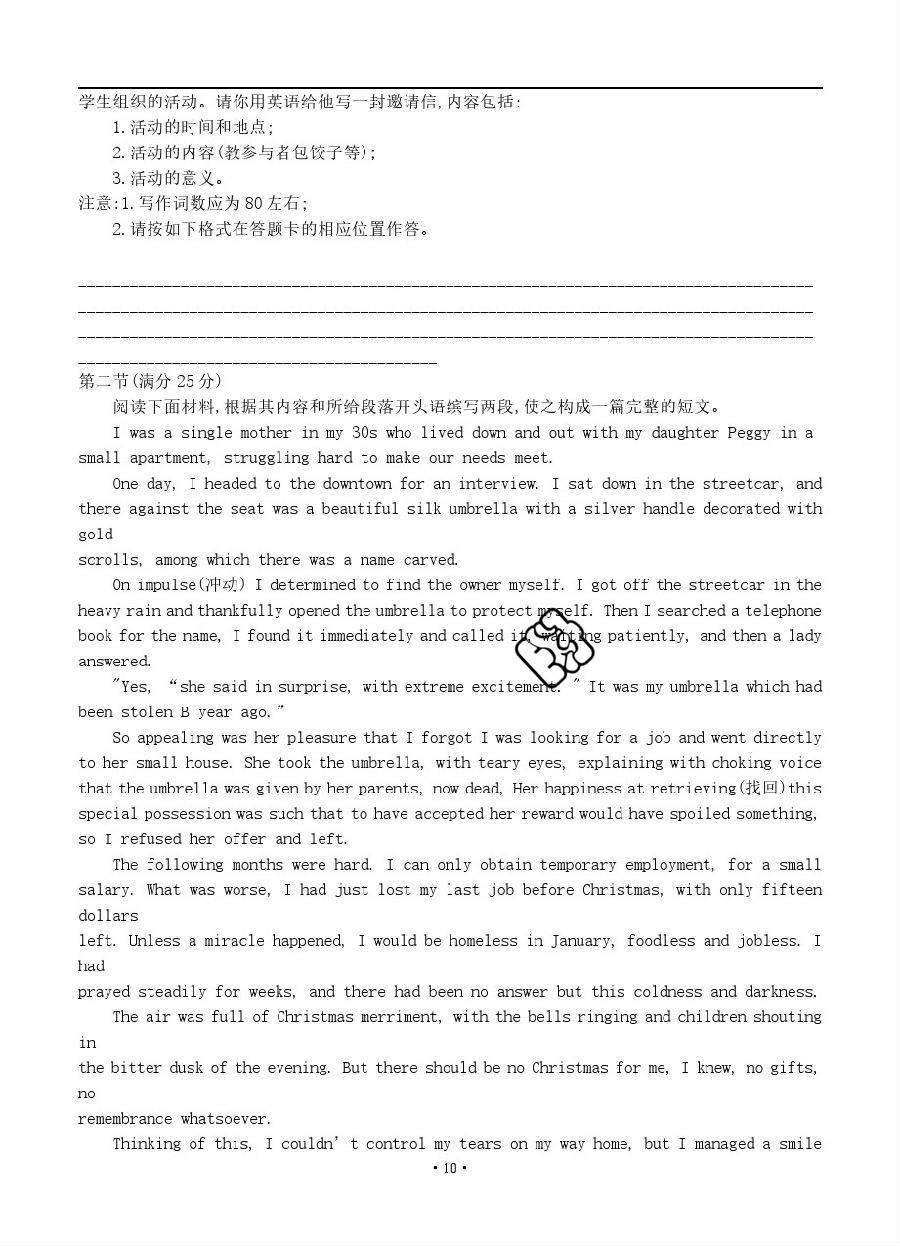 学生组织的活动。请你用英语给他写一封邀请信,内容包括:
1.活动的时间和地点;
2.活动的内容(教参与者包饺子等);
3.活动的意义。
注意:1.写作词数应为80左右;
2.请按如下格式在答题卡的相应位置作答。
第二节(满分25分)
阅读下面材料,根据其内容和所给段落开头语缤写两段,使之构成一篇完整的短文。
I was a single mother in my 30s who lived down and out with my daughter Peggy in a
small apartment, struggling hard to make our needs meet.
One day, I headed to the downtown for an interview. I sat down in the streetcar, and
there against the seat was a beautiful silk umbrella with a silver handle decorated with
gold
scrolls, among which there was a name carved.
On impulse(冲动) I determined to find the owner myself. I got off the streetcar in the
heavy rain and thankfully opened the umbrella to protect myself. Then I searched a telephone
book for the name, I found it immediately and called it, waiting patiently, and then a lady
answered.
"Yes, “she said in surprise, with extreme excitement. " It was my umbrella which had
been stolen B year ago. "
So appealing was her pleasure that I forgot I was looking for a job and went directly
to her small house. She took the umbrella, with teary eyes, explaining with choking voice
that the umbrella was given by her parents, now dead, Her happiness at retrieving(找回)this
special possession was such that to have accepted her reward would have spoiled something,
so I refused her offer and left.
The following months were hard. I can only obtain temporary employment, for a small
salary. What was worse, I had just lost my last job before Christmas, with only fifteen
dollars
left. Unless a miracle happened, I would be homeless in January, foodless and jobless. I
had
prayed steadily for weeks, and there had been no answer but this coldness and darkness.
The air was full of Christmas merriment, with the bells ringing and children shouting
in
the bitter dusk of the evening. But there should be no Christmas for me, I knew, no gifts,
no
remembrance whatsoever.
Thinking of this, I couldn’t control my tears on my way home, but I managed a smile
·10·